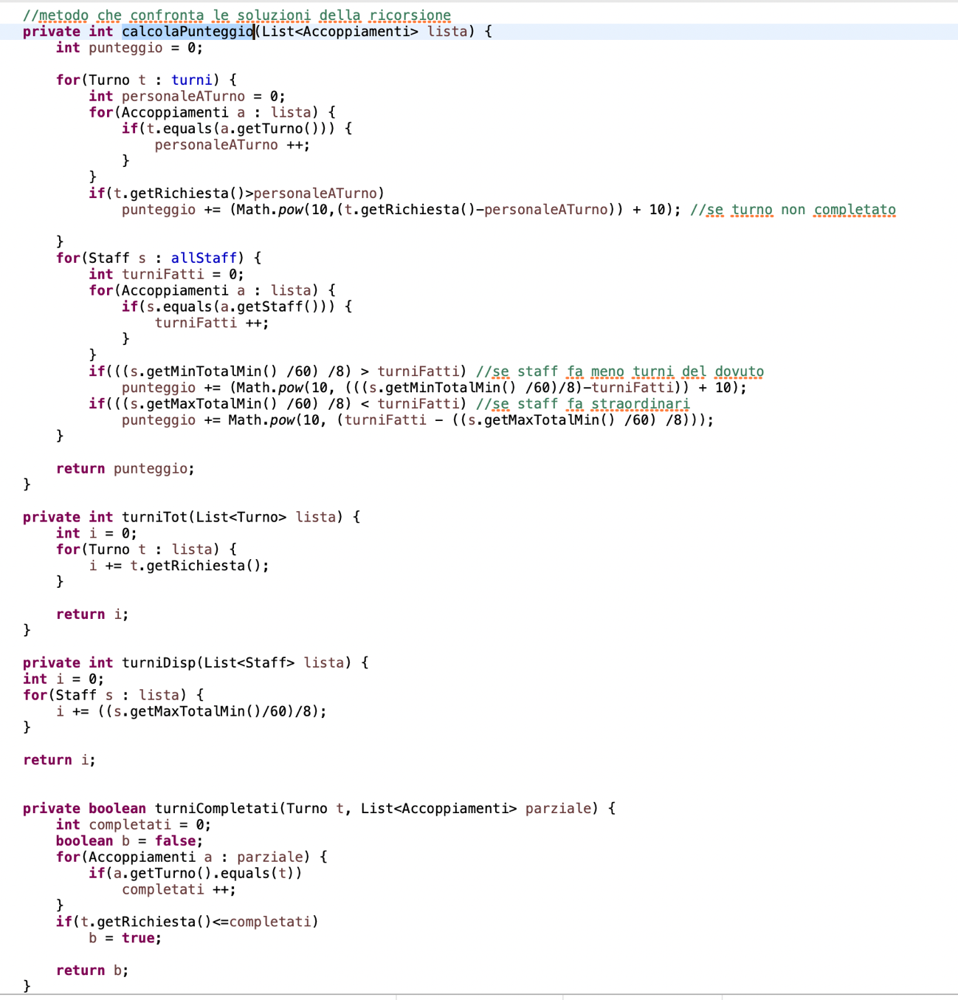 //metodo che confronta le soluzioni della ricorsione
private int calcolaPunteggio(List<Accoppiamenti> lista) {
    int punteggio = 0;

    for(Turno t : turni) {
        int personaleATurno = 0;
        for(Accoppiamenti a : lista) {
            if(t.equals(a.getTurno())) {
                personaleATurno ++;
            }
        }
        if(t.getRichiesta()>personaleATurno)
            punteggio += (Math.pow(10,(t.getRichiesta()-personaleATurno)) + 10); //se turno non completato

    }
    for(Staff s : allStaff) {
        int turniFatti = 0;
        for(Accoppiamenti a : lista) {
            if(s.equals(a.getStaff())) {
                turniFatti ++;
            }
        }
        if(((s.getMinTotalMin() /60) /8) > turniFatti) //se staff fa meno turni del dovuto
            punteggio += (Math.pow(10, (((s.getMinTotalMin() /60)/8)-turniFatti)) + 10);
        if(((s.getMaxTotalMin() /60) /8) < turniFatti) //se staff fa straordinari
            punteggio += Math.pow(10, (turniFatti - ((s.getMaxTotalMin() /60) /8)));
    }

    return punteggio;
}

private int turniTot(List<Turno> lista) {
    int i = 0;
    for(Turno t : lista) {
        i += t.getRichiesta();
    }

    return i;
}

private int turniDisp(List<Staff> lista) {
int i = 0;
for(Staff s : lista) {
    i += ((s.getMaxTotalMin()/60)/8);
}

return i;


private boolean turniCompletati(Turno t, List<Accoppiamenti> parziale) {
    int completati = 0;
    boolean b = false;
    for(Accoppiamenti a : parziale) {
        if(a.getTurno().equals(t))
            completati ++;
    }
    if(t.getRichiesta()<=completati)
        b = true;

    return b;
}